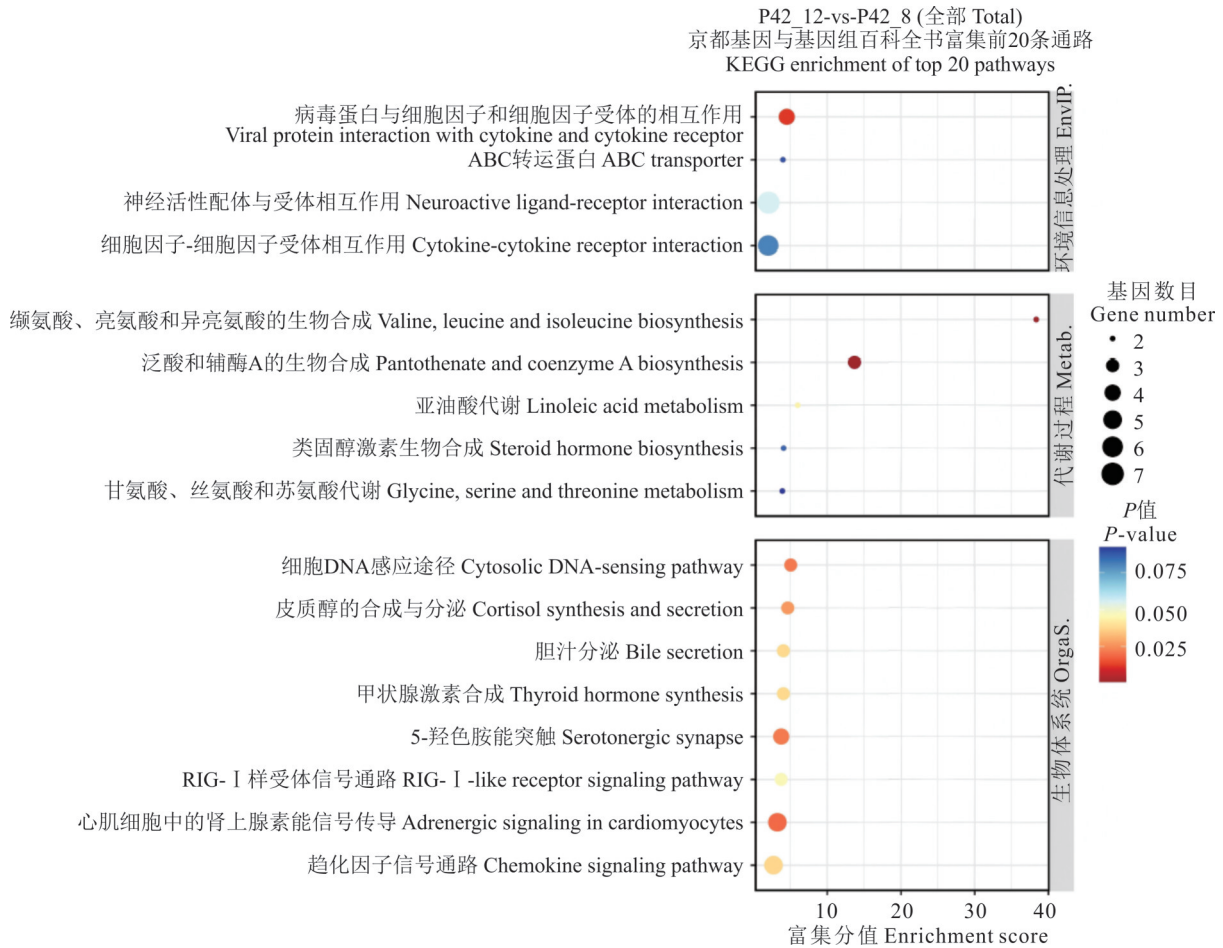 P42_12-vs-P42_8 (全部 Total)
京都基因与基因组百科全书富集前20条通路
KEGG enrichment of top 20 pathways
病毒蛋白与细胞因子和细胞因子受体的相互作用
Viral protein interaction with cytokine and cytokine receptor
ABC转运蛋白 ABC transporter
神经活性配体与受体相互作用 Neuroactive ligand-receptor interaction
细胞因子-细胞因子受体相互作用 Cytokine-cytokine receptor interaction
环境信息处理 EnvIP.
缬氨酸、亮氨酸和异亮氨酸的生物合成 Valine, leucine and isoleucine biosynthesis
泛酸和辅酶A的生物合成 Pantothenate and coenzyme A biosynthesis
亚油酸代谢 Linoleic acid metabolism
类固醇激素生物合成 Steroid hormone biosynthesis
甘氨酸、丝氨酸和苏氨酸代谢 Glycine, serine and threonine metabolism
代谢过程 Metab.
细胞DNA感应途径 Cytosolic DNA-sensing pathway
皮质醇的合成与分泌 Cortisol synthesis and secretion
胆汁分泌 Bile secretion
甲状腺激素合成 Thyroid hormone synthesis
5-羟色胺能突触 Serotonergic synapse
RIG-Ⅰ样受体信号通路 RIG-Ⅰ-like receptor signaling pathway
心肌细胞中的肾上腺素能信号传导 Adrenergic signaling in cardiomyocytes
趋化因子信号通路 Chemokine signaling pathway
生物体系统 OrgaS.
10 20 30 40
富集分值 Enrichment score
基因数目
Gene number
2
3
4
5
6
7
P值
P-value
0.075
0.050
0.025